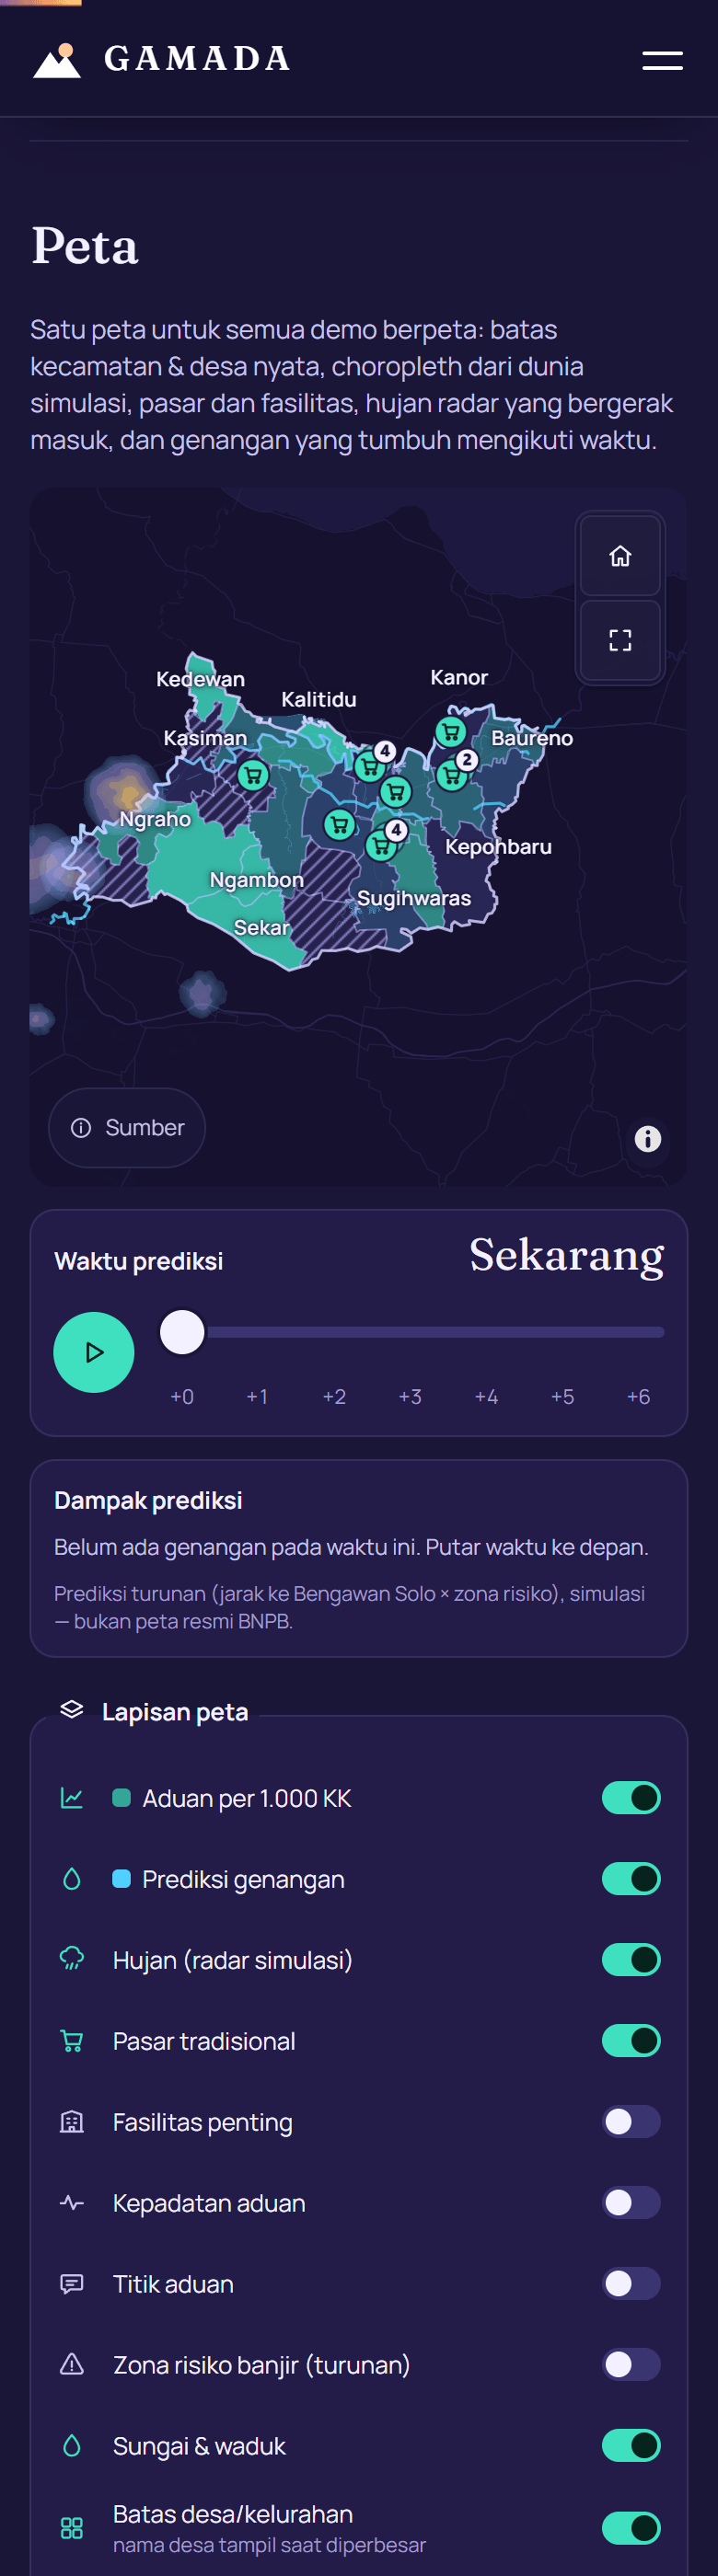 GAMADA
Peta
Satu peta untuk semua demo berpeta: batas
kecamatan & desa nyata, choropleth dari dunia
simulasi, pasar dan fasilitas, hujan radar yang bergerak
masuk, dan genangan yang tumbuh mengikuti waktu.
Kedewan
Kanor
Kalitidu
Kasiman
Baureno
4
2
Ngraho
4
Kepohbaru
Ngambon
Sugihwaras
Sekar
Sumber
Waktu prediksi
Sekarang
+0 +1 +2 +3 +4 +5 +6
Dampak prediksi
Belum ada genangan pada waktu ini. Putar waktu ke depan.
Prediksi turunan (jarak ke Bengawan Solo × zona risiko), simulasi
— bukan peta resmi BNPB.
Lapisan peta
Aduan per 1.000 KK
Prediksi genangan
Hujan (radar simulasi)
Pasar tradisional
Fasilitas penting
Kepadatan aduan
Titik aduan
Zona risiko banjir (turunan)
Sungai & waduk
Batas desa/kelurahan
nama desa tampil saat diperbesar